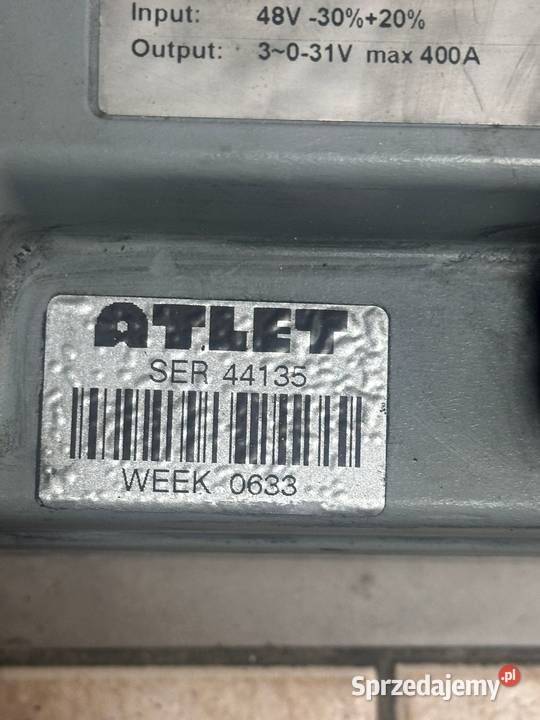 Input: 48V -30%+20%
Output: 3~0-31V max 400A
ATLET
SER 44135
WEEK 0633
Sprzedajemy.pl